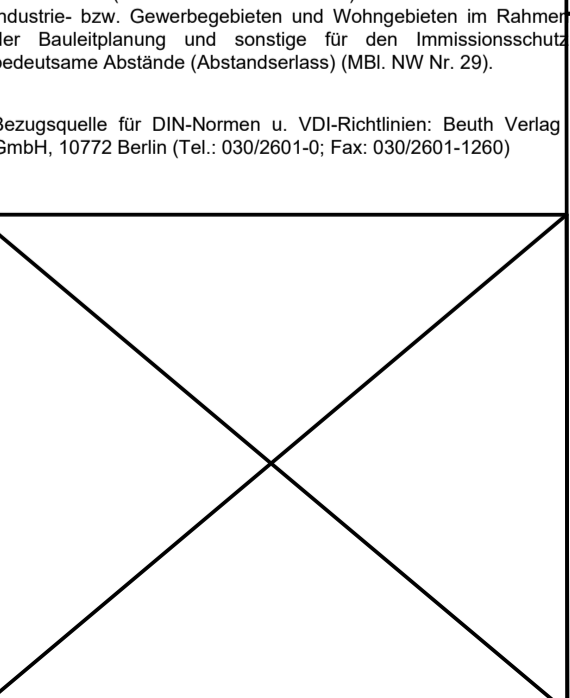 ndustrie- bzw. Gewerbegebieten und Wohngebieten im Rahmen
der Bauleitplanung und sonstige für den Immissionsschutz
bedeutsame Abstände (Abstandserlass) (MBl. NW Nr. 29).
Bezugsquelle für DIN-Normen u. VDI-Richtlinien: Beuth Verlag
GmbH, 10772 Berlin (Tel.: 030/2601-0; Fax: 030/2601-1260)